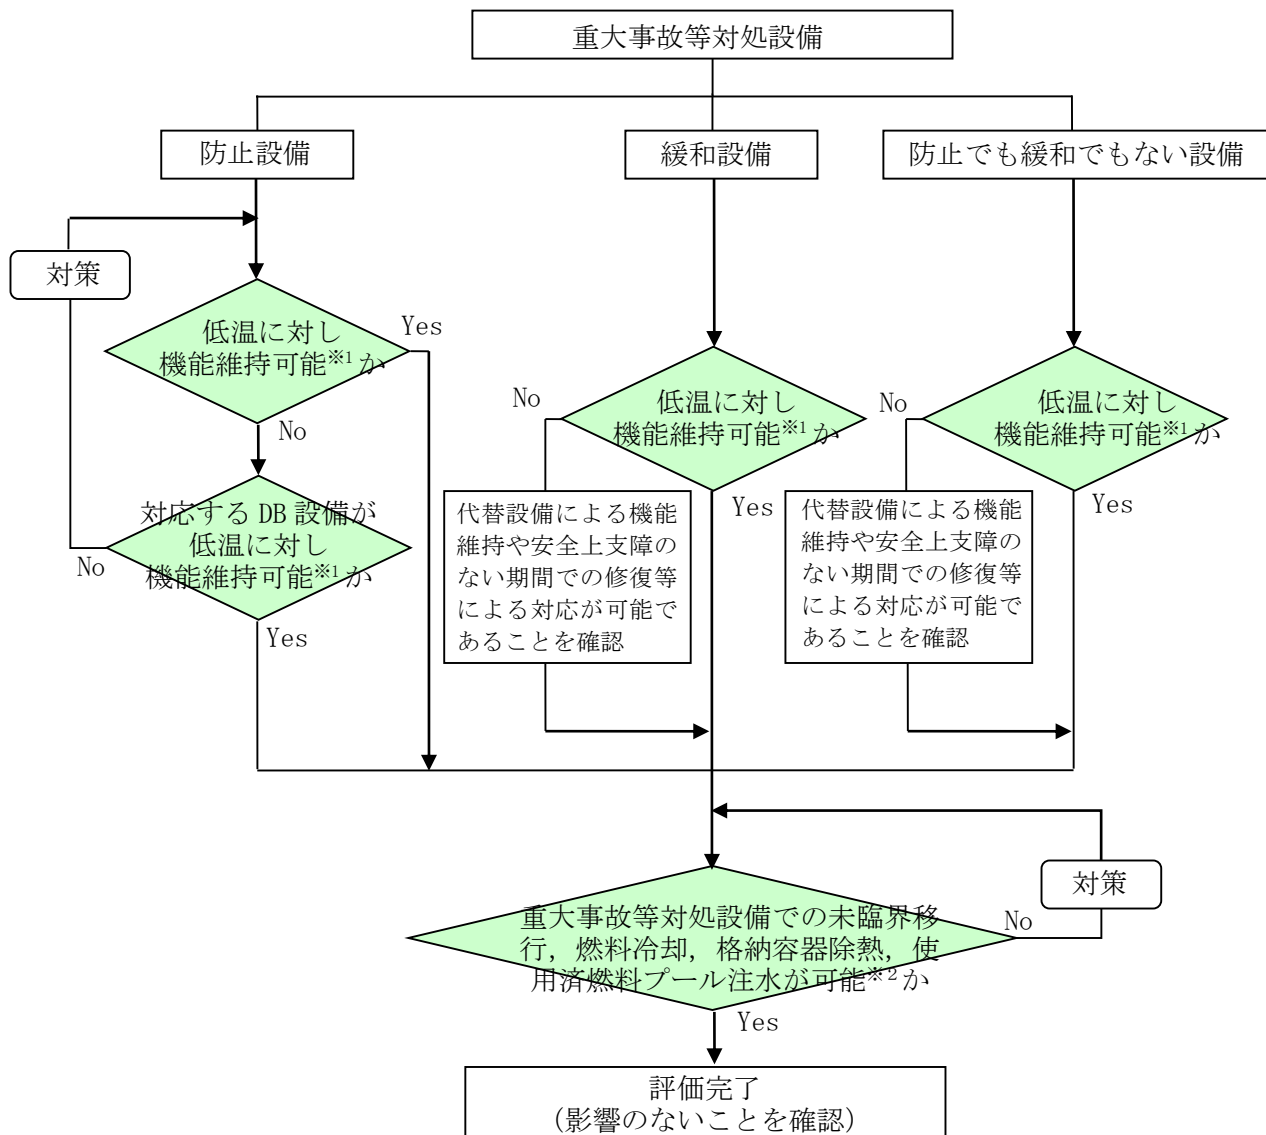 重大事故等対処設備
防止設備
緩和設備
防止でも緩和でもない設備
対策
低温に対し
機能維持可能※1か
Yes
No
対応する DB 設備が
低温に対し
機能維持可能※1か
No
Yes
低温に対し
機能維持可能※1か
No
Yes
代替設備による機能
維持や安全上支障の
ない期間での修復等
による対応が可能で
あることを確認
低温に対し
機能維持可能※1か
No
Yes
代替設備による機能
維持や安全上支障の
ない期間での修復等
による対応が可能で
あることを確認
対策
重大事故等対処設備での未臨界移
行，燃料冷却，格納容器除熱，使
用済燃料プール注水が可能※2か
No
Yes
評価完了
（影響のないことを確認）